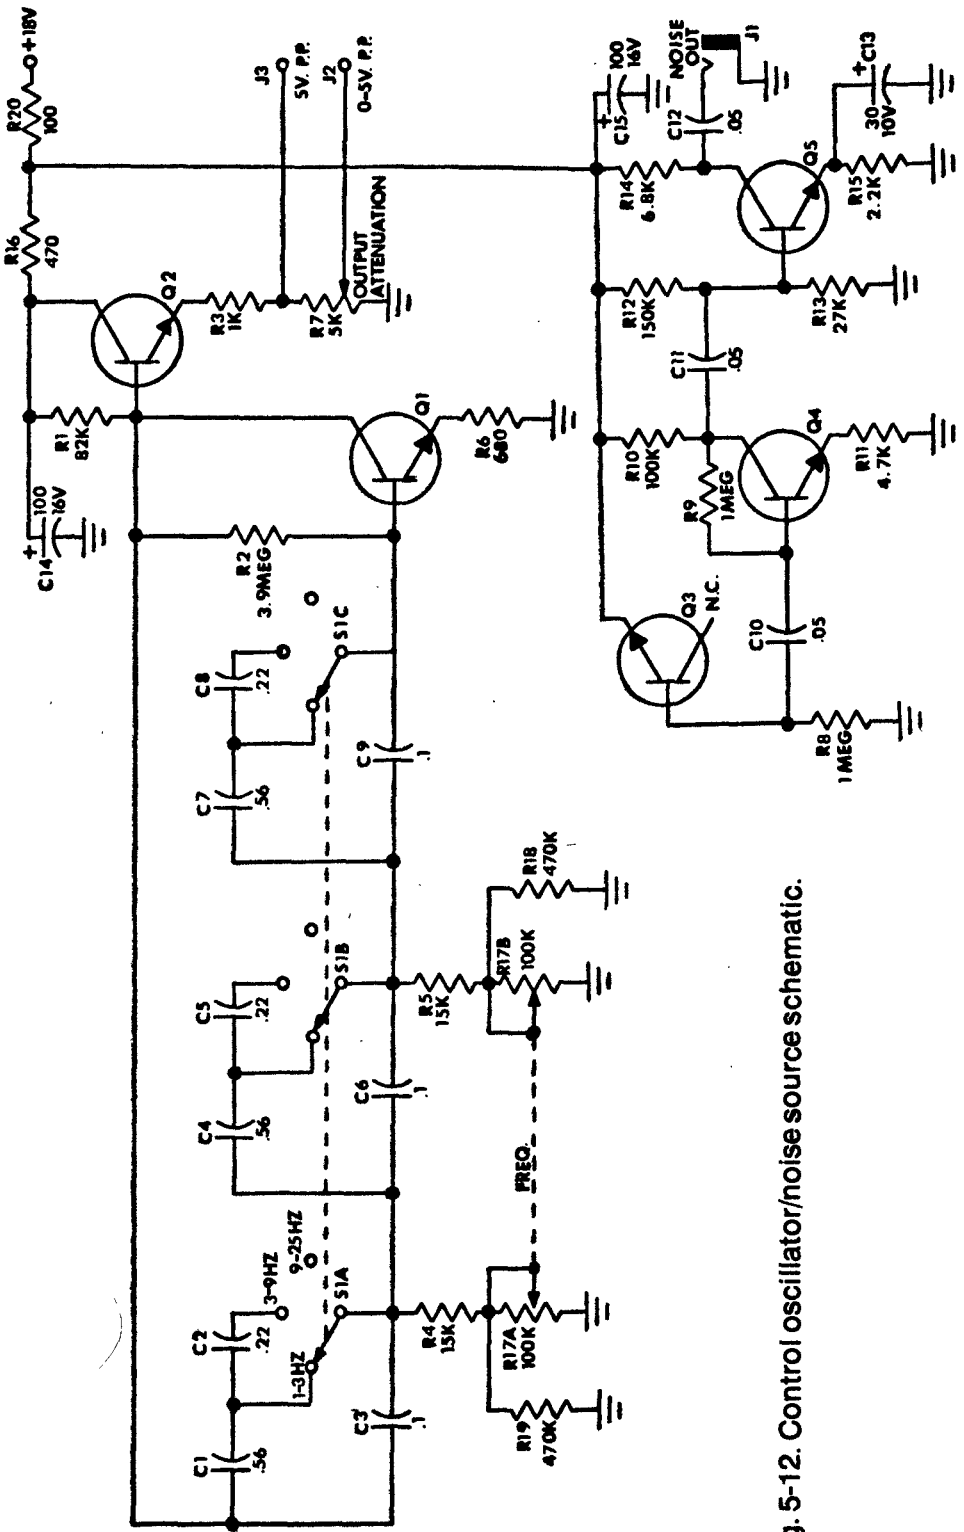 R16
470
R20
100
+18V
C14
+
100
16V
R1
82K
Q2
R3
1K
J3
5V. P.P.
J2
0-5V. P.P.
R7
5K
OUTPUT
ATTENUATION
C1
.56
C2
.22
C4
.56
C5
.22
C7
.56
C8
.22
R2
3.9MEG
1-3HZ
3-9HZ
9-25HZ
S1A
S1B
S1C
C3
.1
C6
.1
C9
.1
Q1
R6
680
R19
470K
R4
15K
R17A
100K
FREQ.
R5
15K
R17B
100K
R18
470K
Q3
N.C.
R8
1MEG
C10
.05
R9
1MEG
R10
100K
Q4
R11
4.7K
C11
.05
R12
150K
R13
27K
R14
6.8K
Q5
R15
2.2K
+
C15
100
16V
C12
.05
NOISE
OUT
J1
30
10V
+
C13
g. 5-12. Control oscillator/noise source schematic.